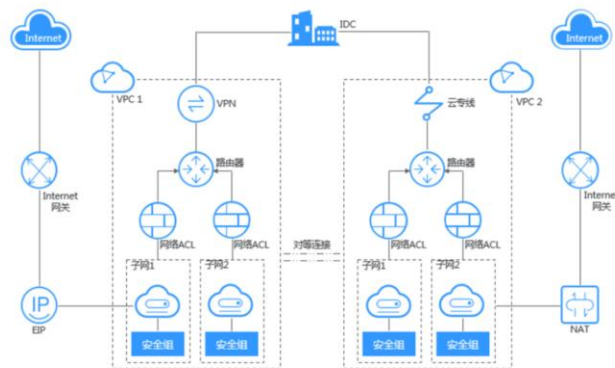 Internet
IDC
Internet
VPC 1
VPN
云专线
VPC 2
路由器
路由器
Internet
网关
Internet
网关
网络ACL
网络ACL
对等连接
网络ACL
网络ACL
子网1
子网2
子网1
子网2
IP
EIP
NAT
安全组
安全组
安全组
安全组